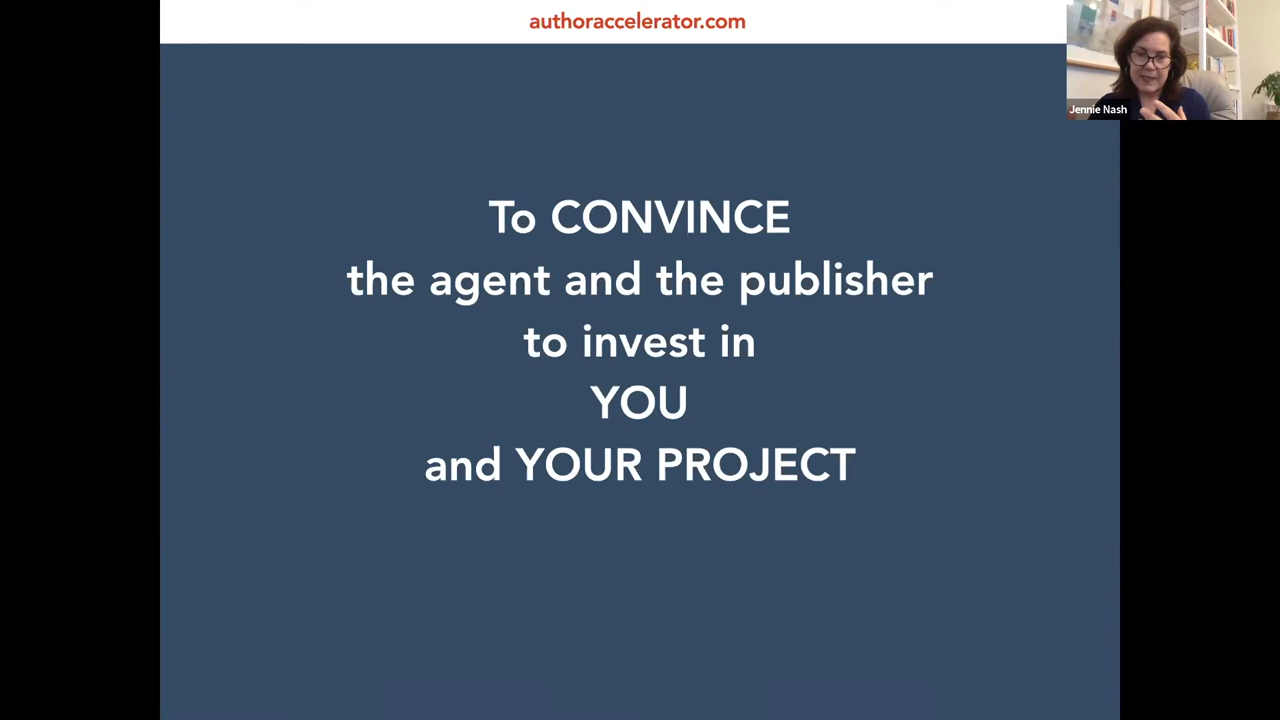 authoraccelerator.com
Jennie Nash
To CONVINCE
the agent and the publisher
to invest in
YOU
and YOUR PROJECT